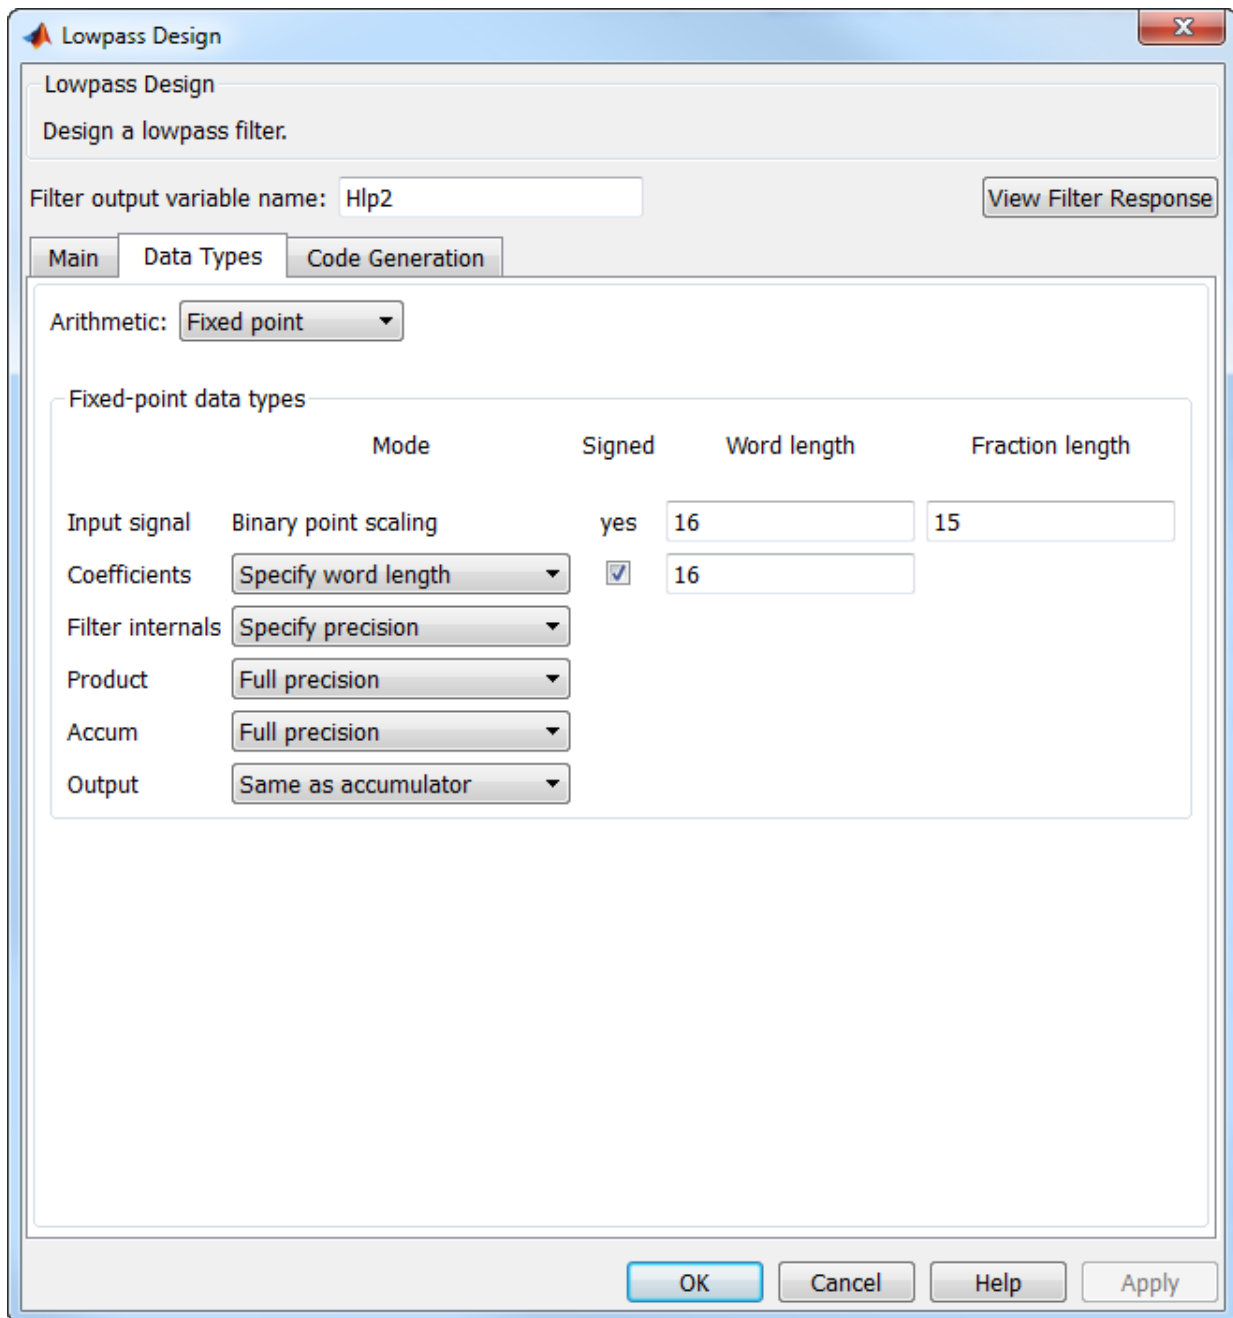 Lowpass Design
Lowpass Design
Design a lowpass filter.
Filter output variable name: Hlp2 View Filter Response
Main Data Types Code Generation
Arithmetic: Fixed point
Fixed-point data types
Mode Signed Word length Fraction length
Input signal Binary point scaling yes 16 15
Coefficients Specify word length 16
Filter internals Specify precision
Product Full precision
Accum Full precision
Output Same as accumulator
OK Cancel Help Apply